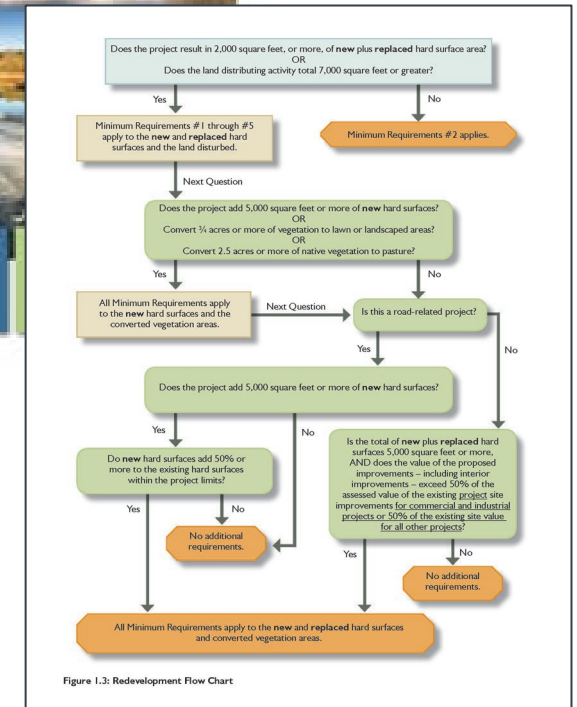 Does the project result in 2,000 square feet, or more, of new plus replaced hard surface area?
OR
Does the land distributing activity total 7,000 square feet or greater?
Yes
No
Minimum Requirements #1 through #5
apply to the new and replaced hard
surfaces and the land disturbed.
Minimum Requirements #2 applies.
Next Question
Does the project add 5,000 square feet or more of new hard surfaces?
OR
Convert ¾ acres or more of vegetation to lawn or landscaped areas?
OR
Convert 2.5 acres or more of native vegetation to pasture?
Yes
No
All Minimum Requirements apply
to the new hard surfaces and the
converted vegetation areas.
Next Question
Is this a road-related project?
Yes
No
Does the project add 5,000 square feet or more of new hard surfaces?
Yes
No
Do new hard surfaces add 50% or
more to the existing hard surfaces
within the project limits?
Is the total of new plus replaced hard
surfaces 5,000 square feet or more,
AND does the value of the proposed
improvements – including interior
improvements – exceed 50% of the
assessed value of the existing project site
improvements for commercial and industrial
projects or 50% of the existing site value
for all other projects?
Yes
No
No additional
requirements.
Yes
No
No additional
requirements.
All Minimum Requirements apply to the new and replaced hard surfaces
and converted vegetation areas.
Figure 1.3: Redevelopment Flow Chart